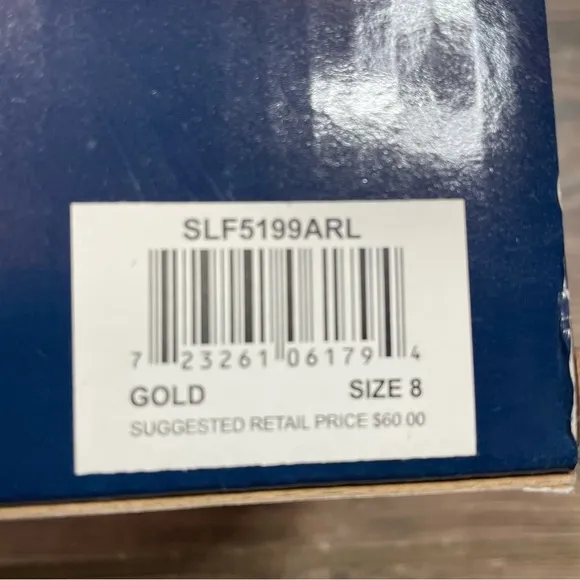 SLF5199ARL
7 23261 06179 4
GOLD SIZE 8
SUGGESTED RETAIL PRICE $60.00